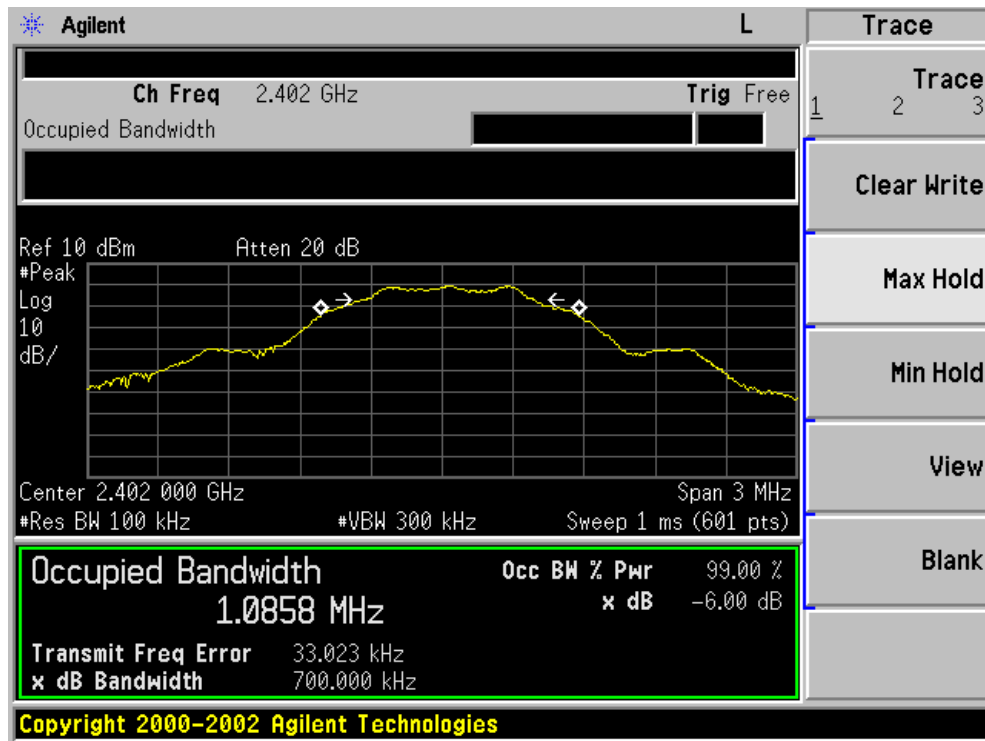 Agilent L Trace
Ch Freq 2.402 GHz Trig Free
Occupied Bandwidth
Trace
1 2 3
Clear Write
Ref 10 dBm Atten 20 dB
#Peak
Log
10
dB/
Max Hold
Min Hold
View
Center 2.402 000 GHz Span 3 MHz
#Res BW 100 kHz #VBW 300 kHz Sweep 1 ms (601 pts)
Blank
Occupied Bandwidth
1.0858 MHz
Occ BW % Pwr 99.00 %
x dB -6.00 dB
Transmit Freq Error 33.023 kHz
x dB Bandwidth 700.000 kHz
Copyright 2000-2002 Agilent Technologies